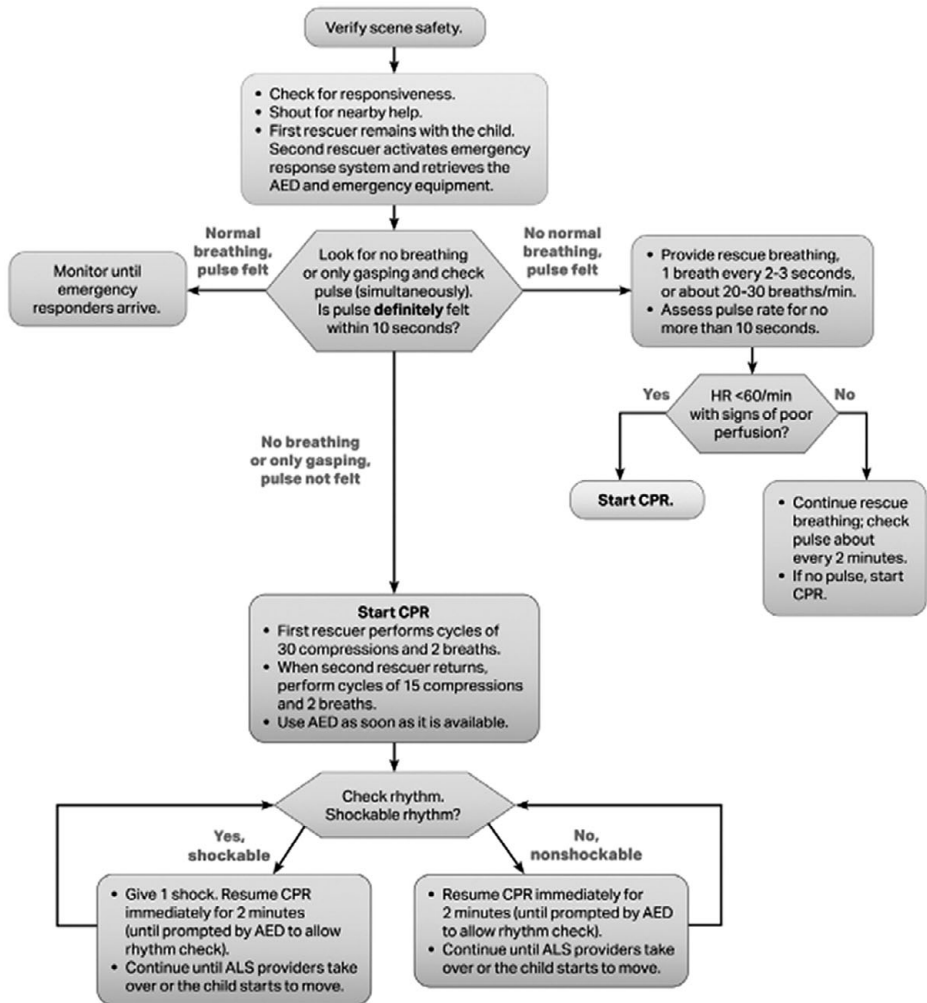 Verify scene safety.
• Check for responsiveness.
• Shout for nearby help.
• First rescuer remains with the child.
Second rescuer activates emergency
response system and retrieves the
AED and emergency equipment.
Normal
breathing,
pulse felt
No normal
breathing,
pulse felt
Monitor until
emergency
responders arrive.
Look for no breathing
or only gasping and check
pulse (simultaneously).
Is pulse definitely felt
within 10 seconds?
• Provide rescue breathing,
1 breath every 2-3 seconds,
or about 20-30 breaths/min.
• Assess pulse rate for no
more than 10 seconds.
Yes
HR <60/min
with signs of poor
perfusion?
No
No breathing
or only gasping,
pulse not felt
Start CPR.
• Continue rescue
breathing; check
pulse about
every 2 minutes.
• If no pulse, start
CPR.
Start CPR
• First rescuer performs cycles of
30 compressions and 2 breaths.
• When second rescuer returns,
perform cycles of 15 compressions
and 2 breaths.
• Use AED as soon as it is available.
Check rhythm.
Shockable rhythm?
Yes,
shockable
No,
nonshockable
• Give 1 shock. Resume CPR
immediately for 2 minutes
(until prompted by AED to allow
rhythm check).
• Continue until ALS providers take
over or the child starts to move.
• Resume CPR immediately for
2 minutes (until prompted by AED
to allow rhythm check).
• Continue until ALS providers take
over or the child starts to move.